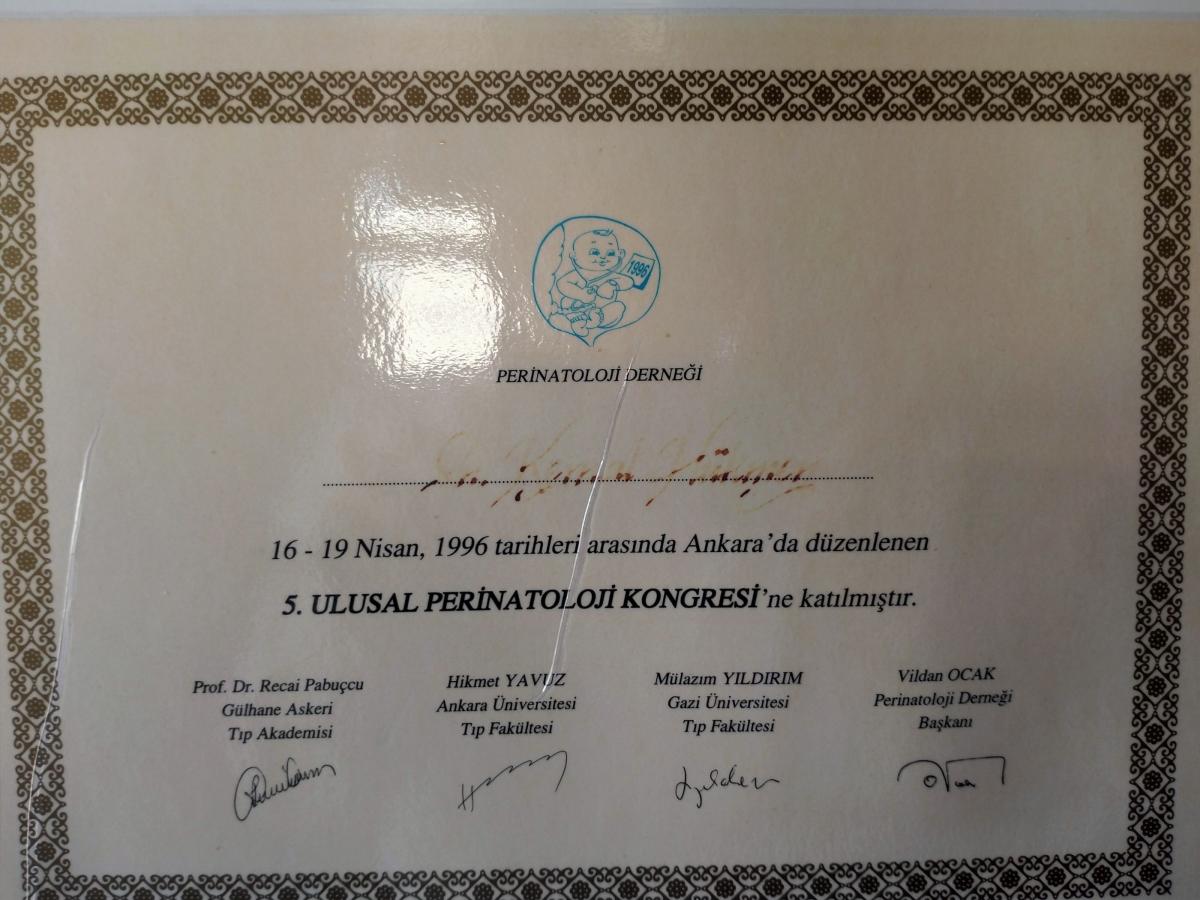 1996
PERİNATOLOJİ DERNEĞİ
16 - 19 Nisan, 1996 tarihleri arasında Ankara'da düzenlenen
5. ULUSAL PERİNATOLOJİ KONGRESİ'ne katılmıştır.
Prof. Dr. Recai Pabuçcu
Gülhane Askeri
Tıp Akademisi
Hikmet YAVUZ
Ankara Üniversitesi
Tıp Fakültesi
Mülazım YILDIRIM
Gazi Üniversitesi
Tıp Fakültesi
Vildan OCAK
Perinatoloji Derneği
Başkanı